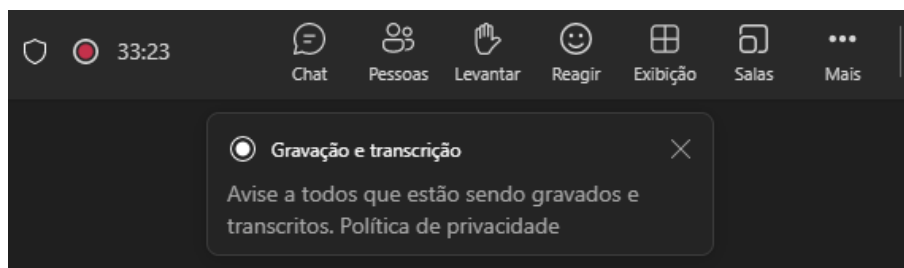 33:23
Chat
Pessoas
Levantar
Reagir
Exibição
Salas
Mais
Gravação e transcrição
Avise a todos que estão sendo gravados e
transcritos. Política de privacidade